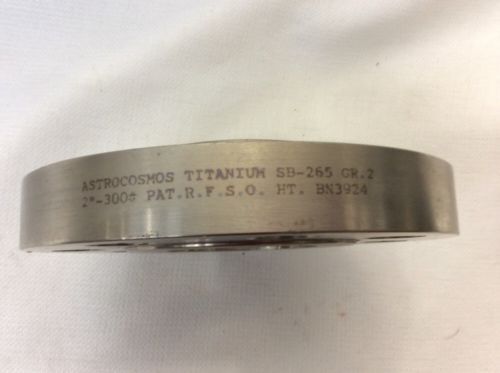 ASTROCOSMOS TITANIUM SB-265 GR.2
2"-300# PAT.R.F.S.O. HT. BN3924